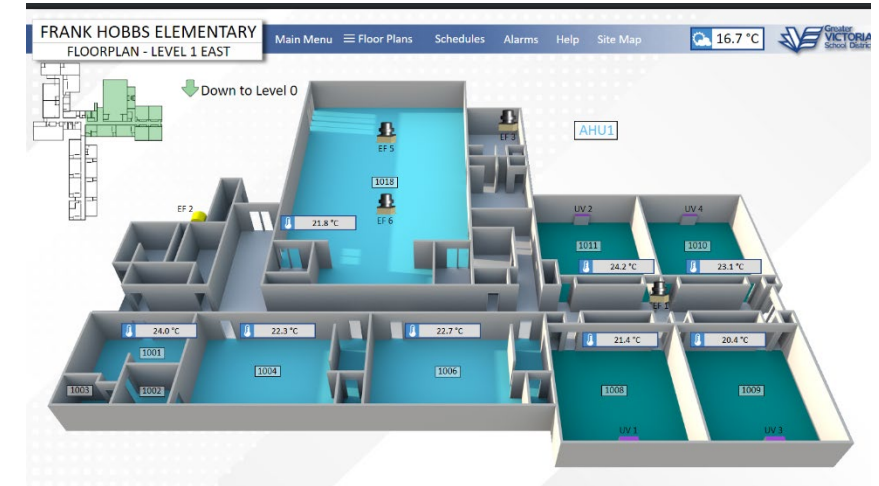 FRANK HOBBS ELEMENTARY
FLOORPLAN - LEVEL 1 EAST
Main Menu
Floor Plans
Schedules
Alarms
Help
Site Map
16.7 °C
Greater
VICTORIA
School District
Down to Level 0
AHU1
EF 5
EF 3
1018
EF 2
EF 6
21.8 °C
UV 2
UV 4
1011
1010
24.2 °C
23.1 °C
EF 1
24.0 °C
22.3 °C
22.7 °C
21.4 °C
20.4 °C
1001
1004
1006
1003
1002
1008
1009
UV 1
UV 3